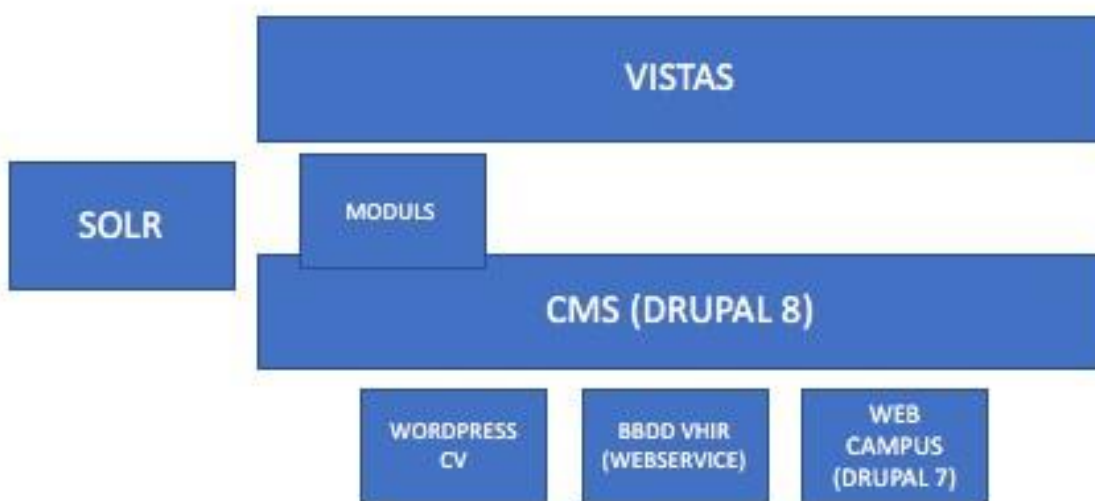 VISTAS
SOLR
MODULS
CMS (DRUPAL 8)
WORDPRESS
CV
BBDD VHIR
(WEBSERVICE)
WEB
CAMPUS
(DRUPAL 7)